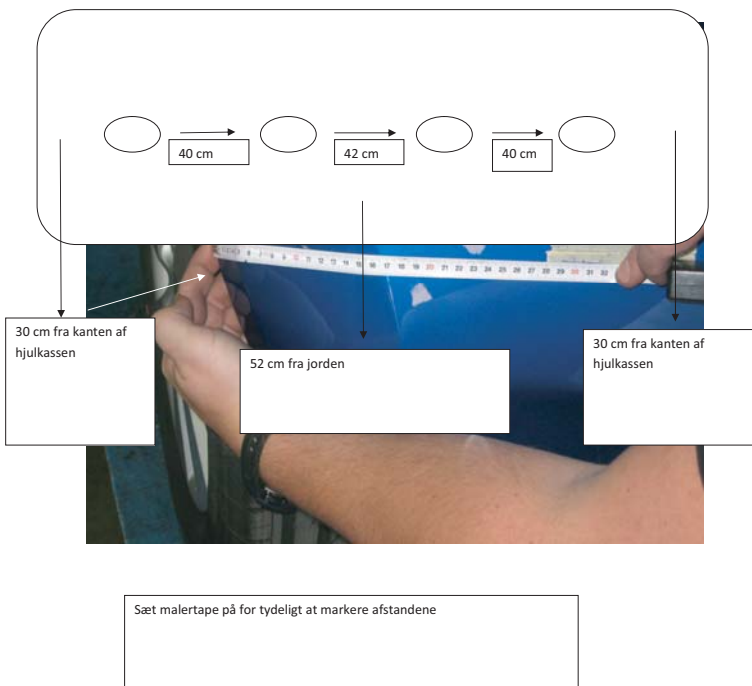 40 cm
42 cm
40 cm
30 cm fra kanten af
hjulkassen
52 cm fra jorden
30 cm fra kanten af
hjulkassen
Sæt malertape på for tydeligt at markere afstandene